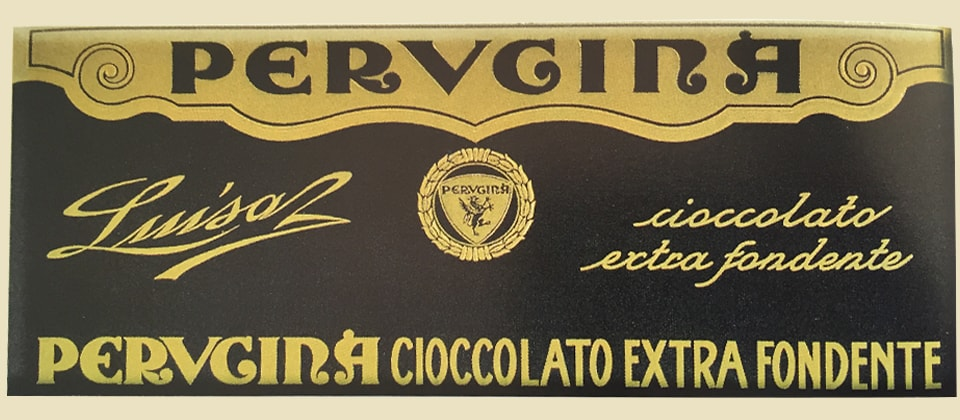 PERVGINA
Luisa
PERVGINA
cioccolato
extra fondente
PERVGINA CIOCCOLATO EXTRA FONDENTE